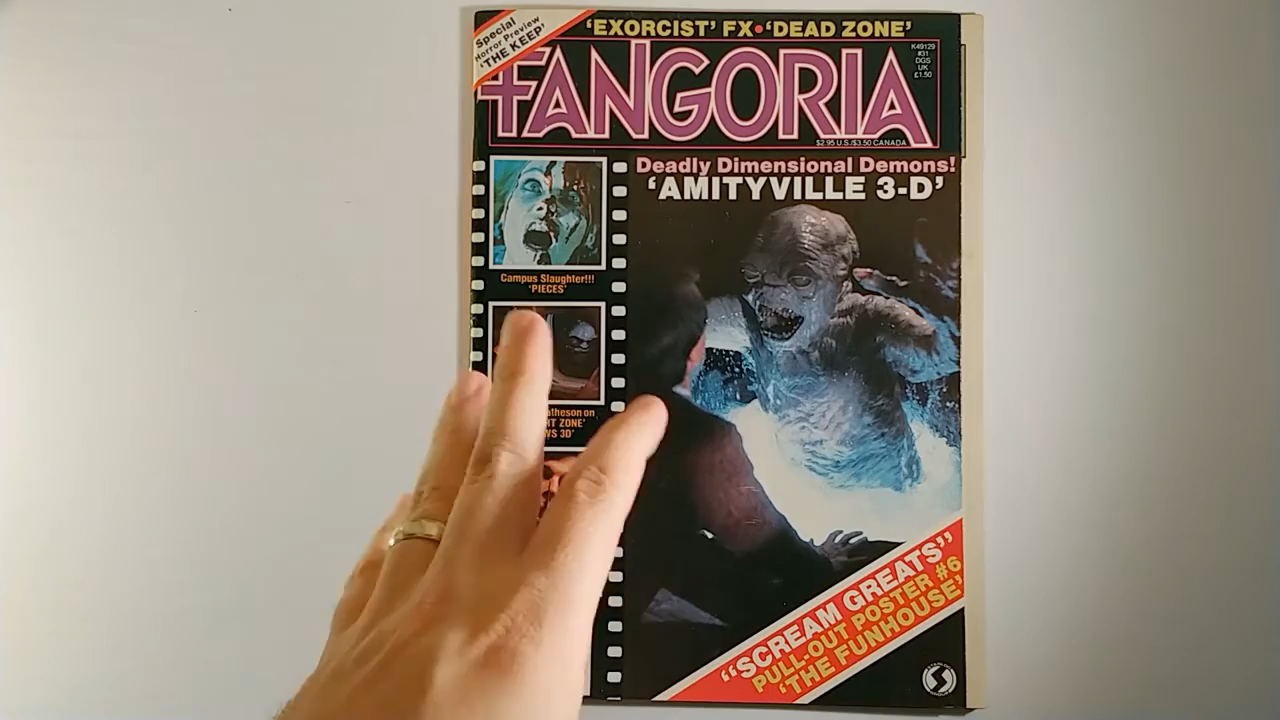 Special
Horror Preview
'THE KEEP'
'EXORCIST' FX•'DEAD ZONE'
FANGORIA
K49129
#31
DGS
UK
£1.50
$2.95 U.S./$3.50 CANADA
Deadly Dimensional Demons!
'AMITYVILLE 3-D'
Campus Slaughter!!!
'PIECES'
atheson on
HT ZONE'
WS 3D'
"SCREAM GREATS"
PULL-OUT POSTER #6
'THE FUNHOUSE'